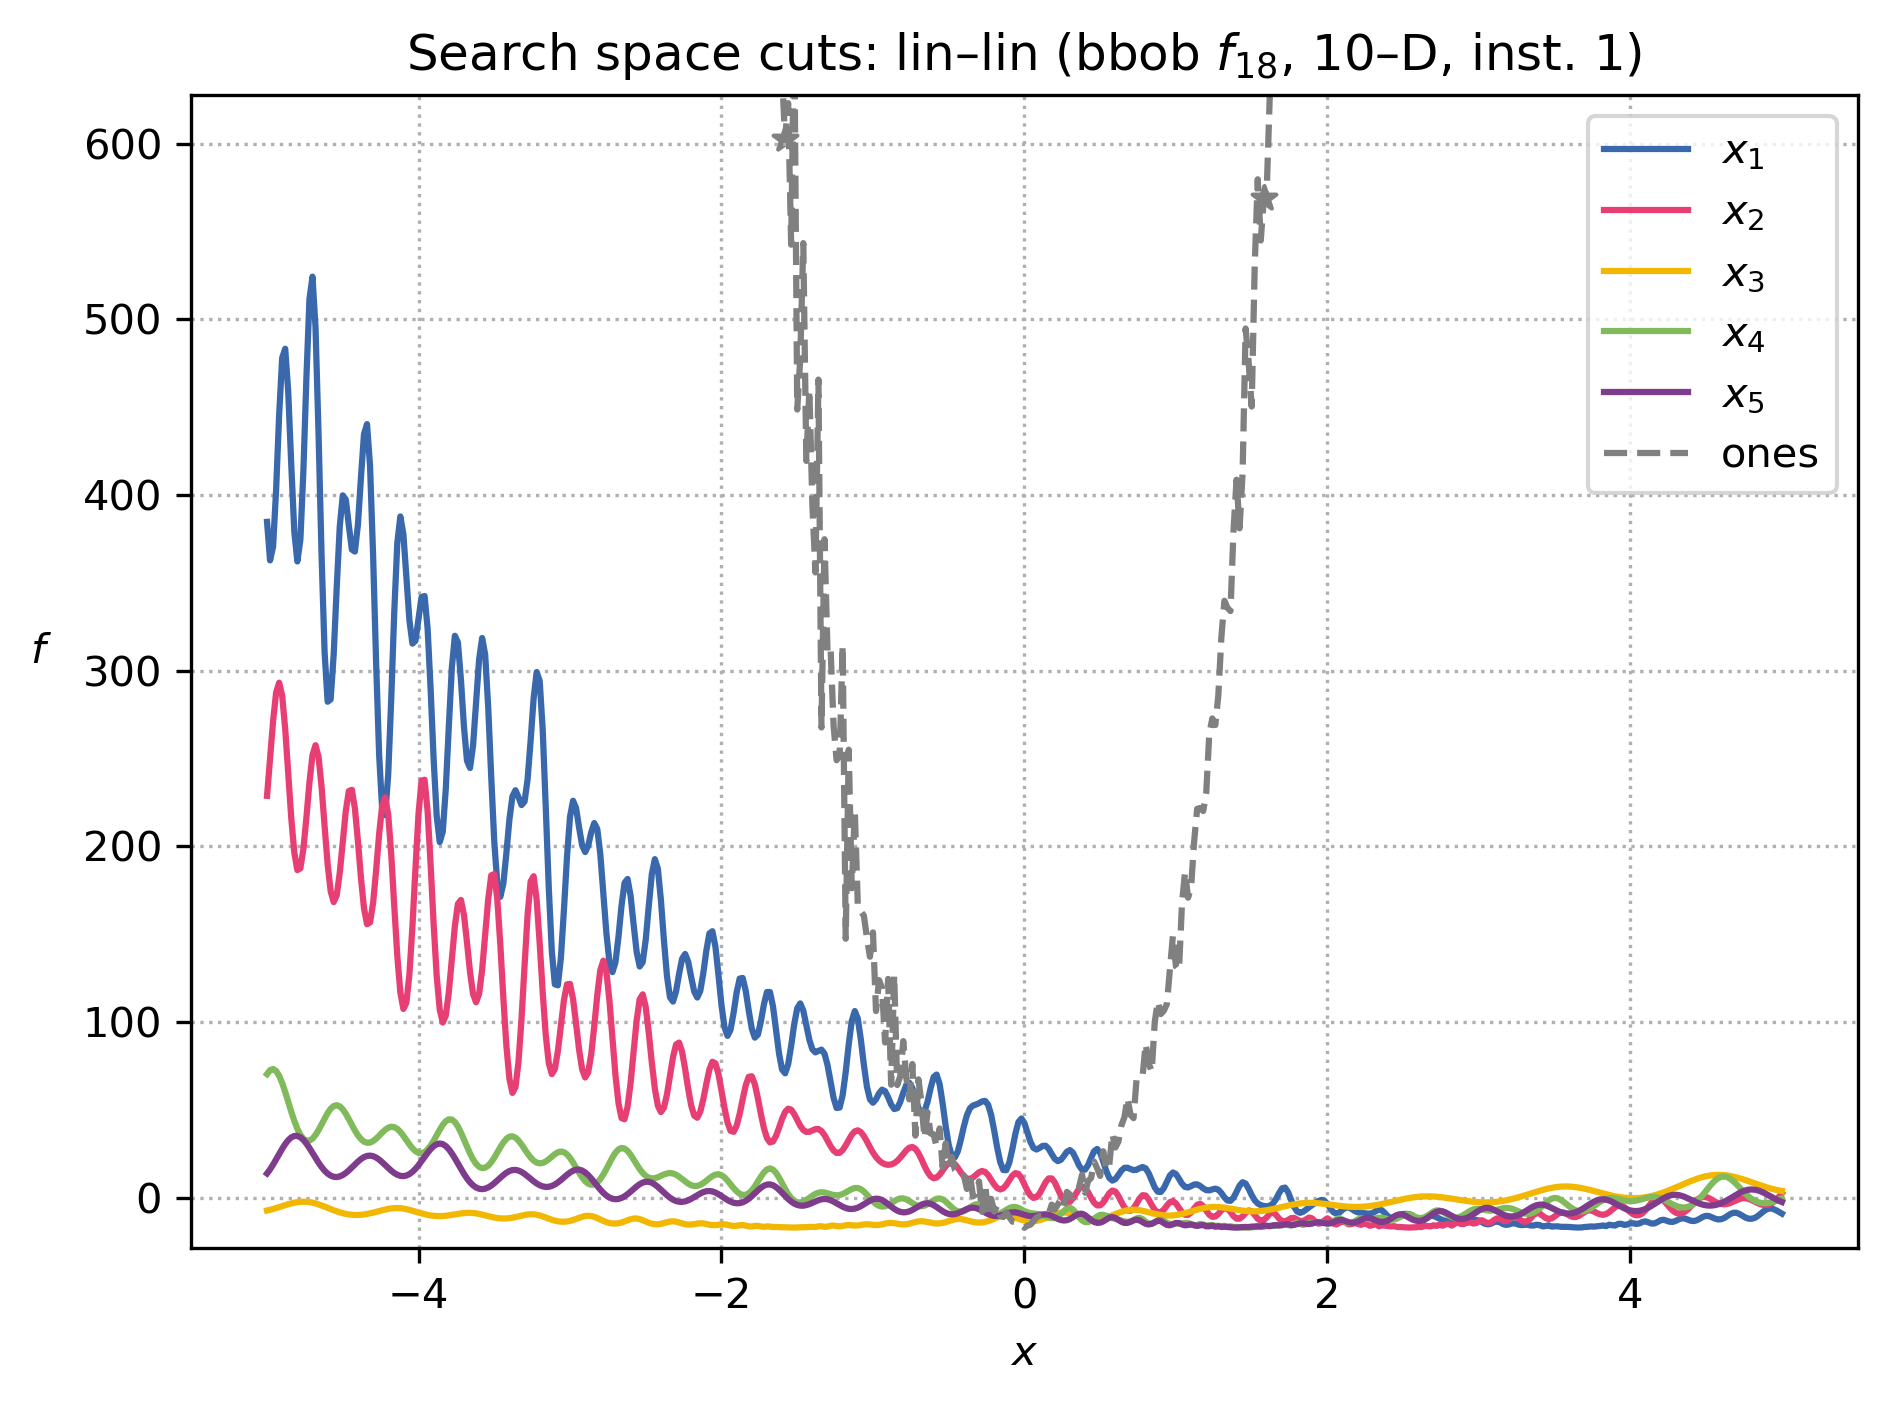 Search space cuts: lin–lin (bbob f₁₈, 10–D, inst. 1)
600
500
400
300
200
100
0
f
x₁
x₂
x₃
x₄
x₅
ones
−4 −2 0 2 4
x